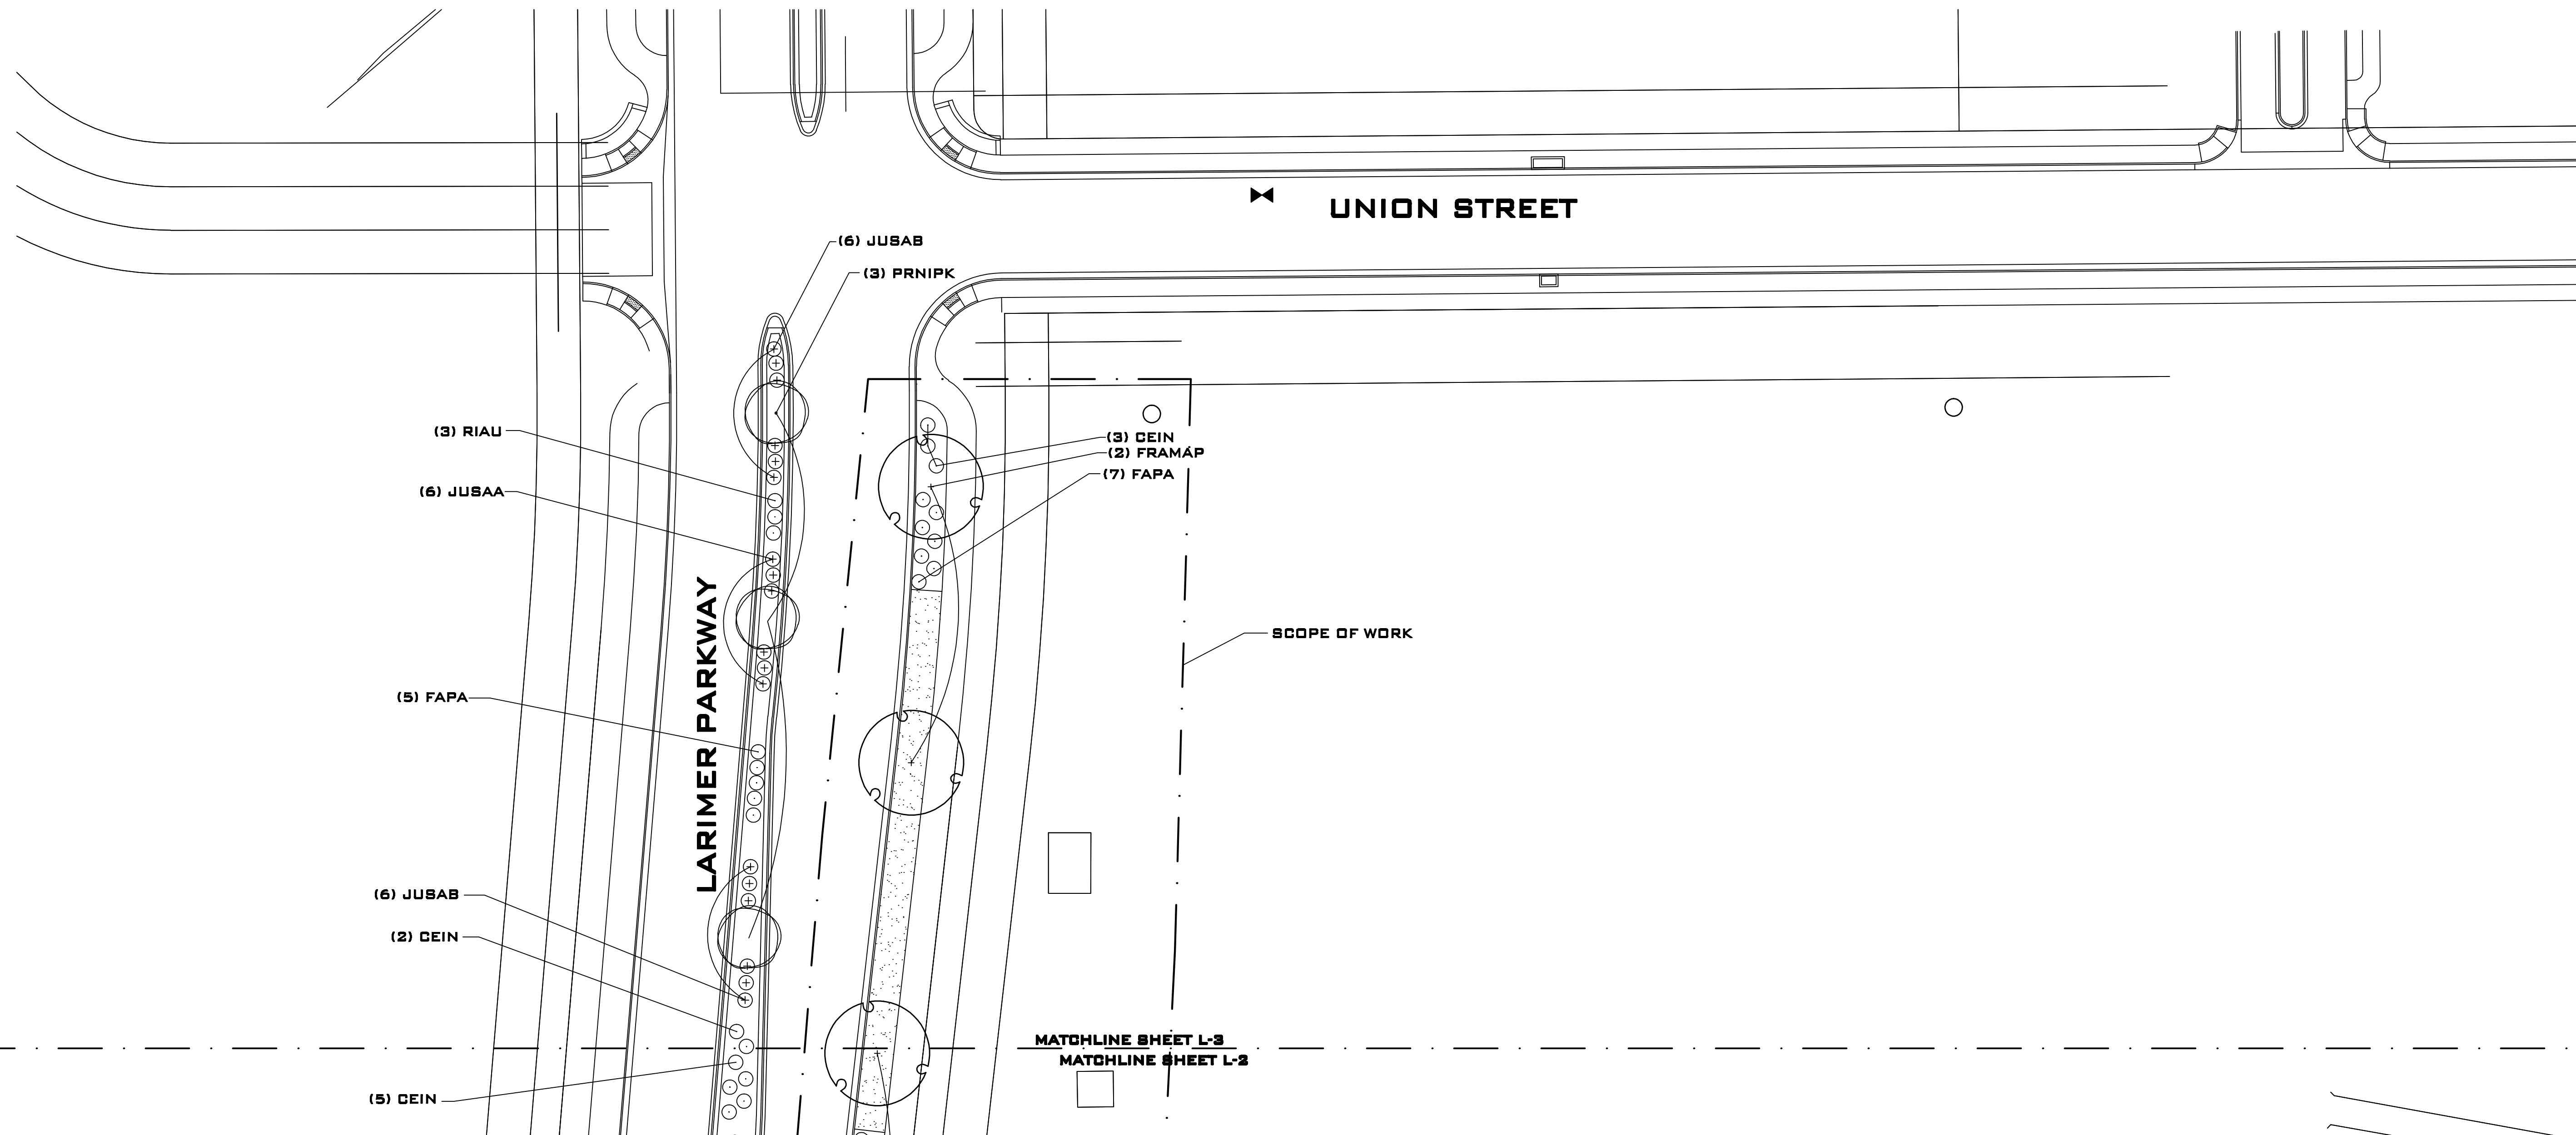 UNION STREET
(6) JUSAB
(3) PRNIPK
(3) RIAU
(3) CEIN
(2) FRAMAP
(7) FAPA
(6) JUSAA
LARIMER PARKWAY
SCOPE OF WORK
(5) FAPA
(6) JUSAB
(2) CEIN
MATCHLINE SHEET L-3
MATCHLINE SHEET L-2
(5) CEIN